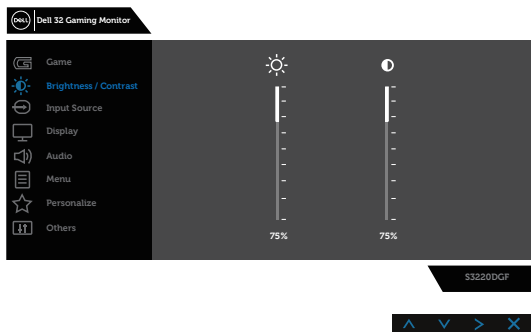 DELL
Dell 32 Gaming Monitor
Game
Brightness / Contrast
Input Source
Display
Audio
Menu
Personalize
Others
75%
75%
S3220DGF